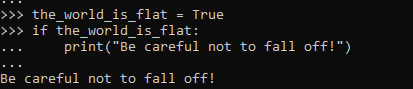 ...
>>> the_world_is_flat = True
>>> if the_world_is_flat:
...     print("Be careful not to fall off!")
...
Be careful not to fall off!